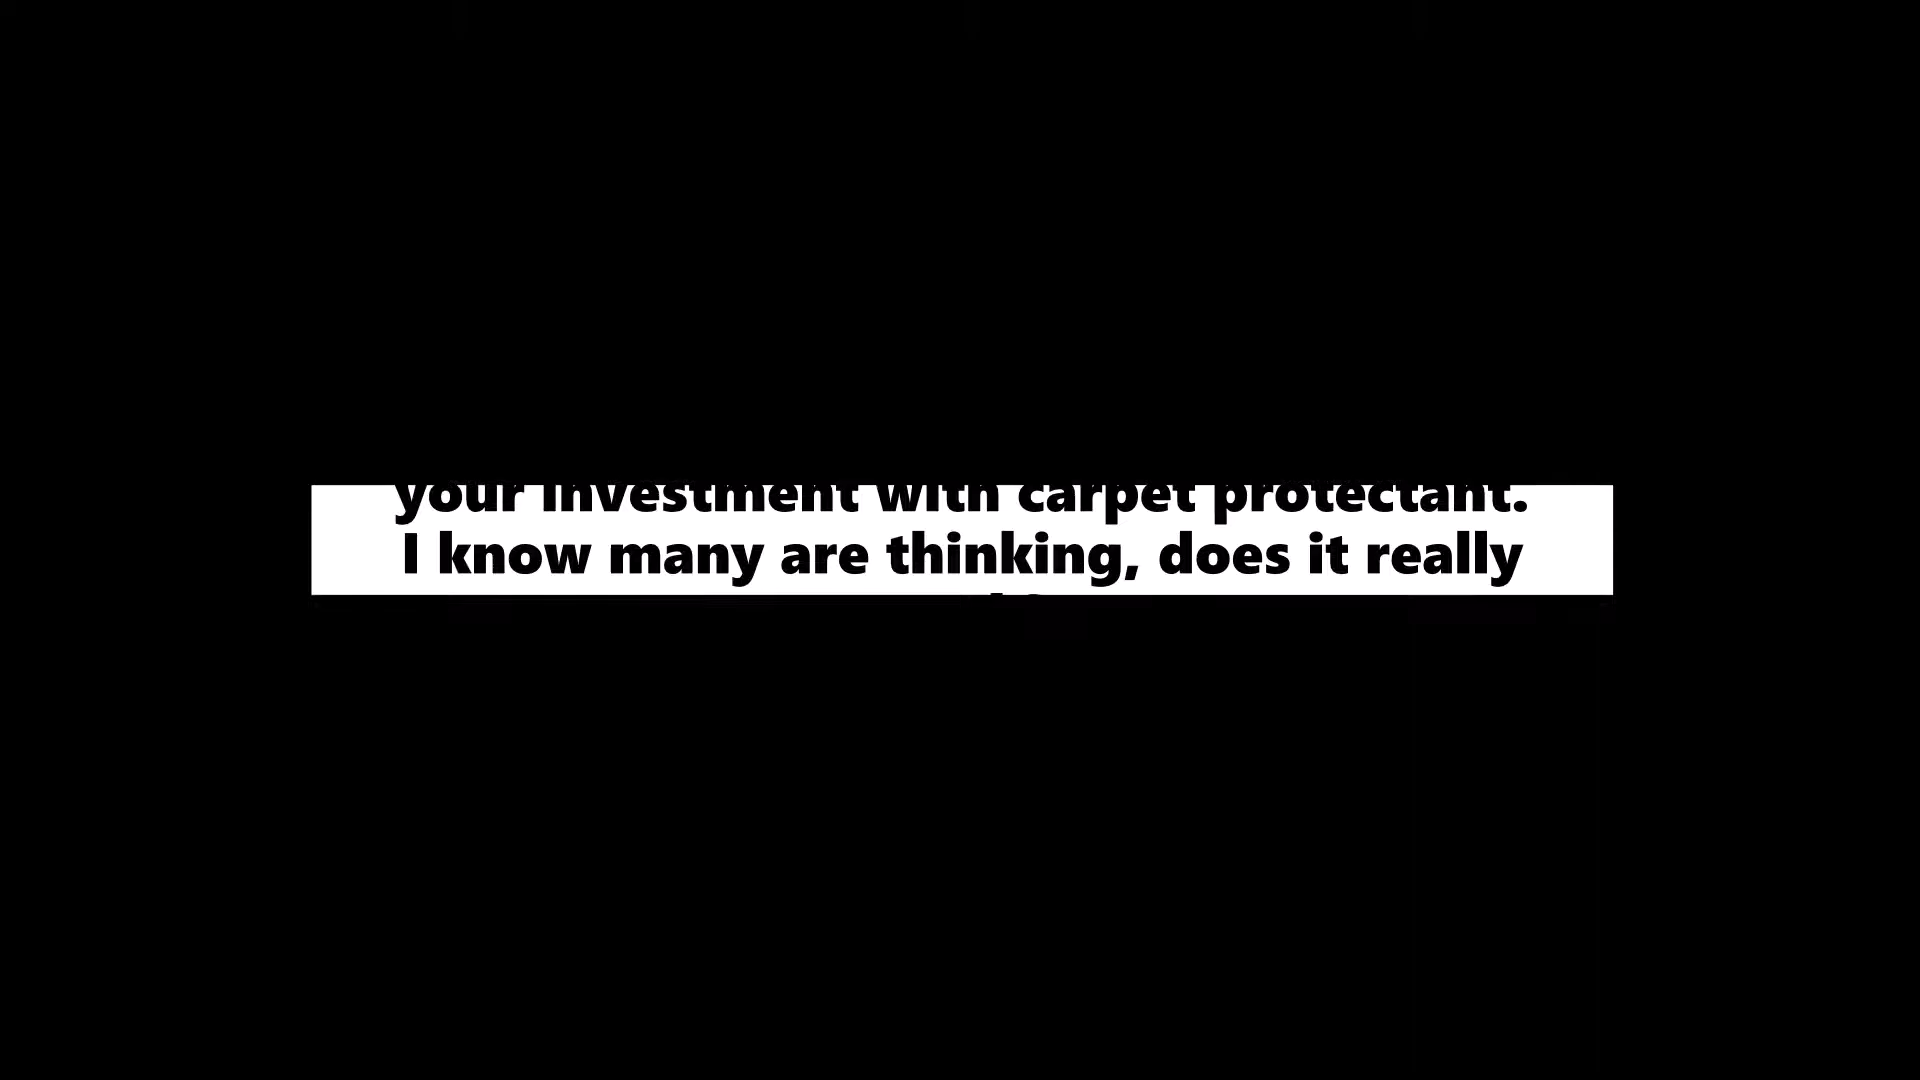 your investment with carpet protectant.
I know many are thinking, does it really